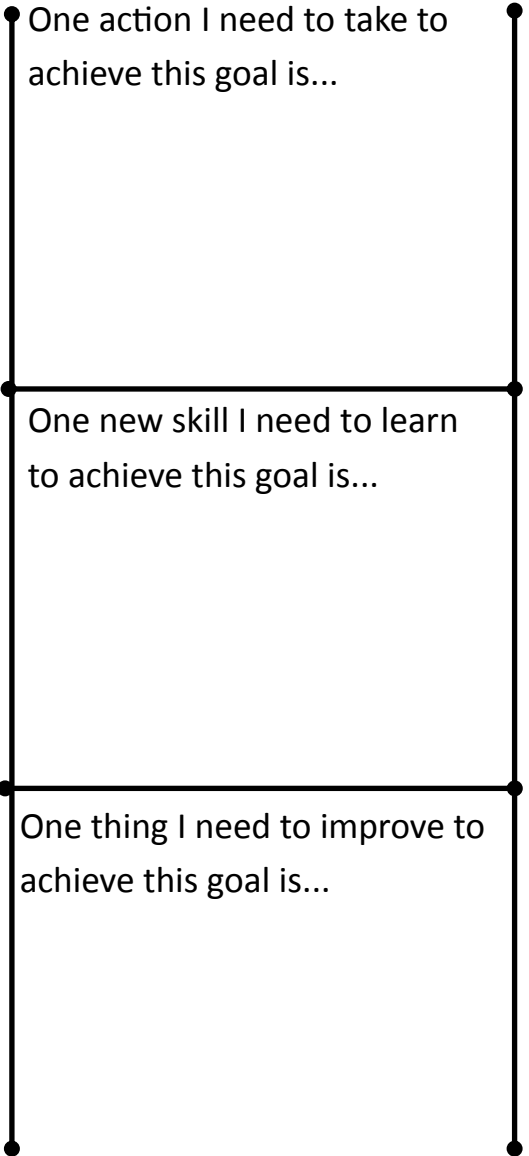 One action I need to take to
achieve this goal is...
One new skill I need to learn
to achieve this goal is...
One thing I need to improve to
achieve this goal is...